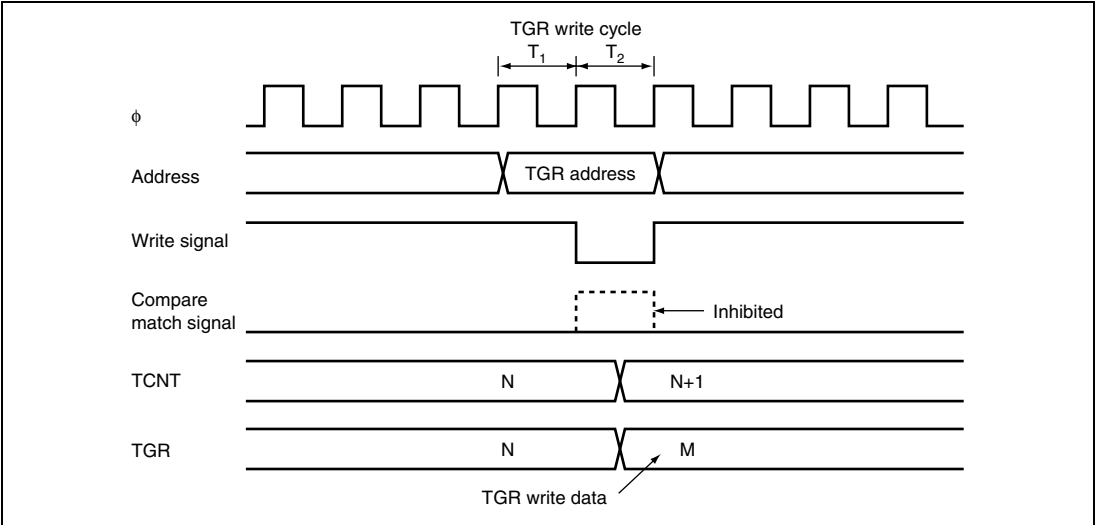 TGR write cycle
T1 T2
ϕ
Address TGR address
Write signal
Compare
match signal Inhibited
TCNT N N+1
TGR N M
TGR write data